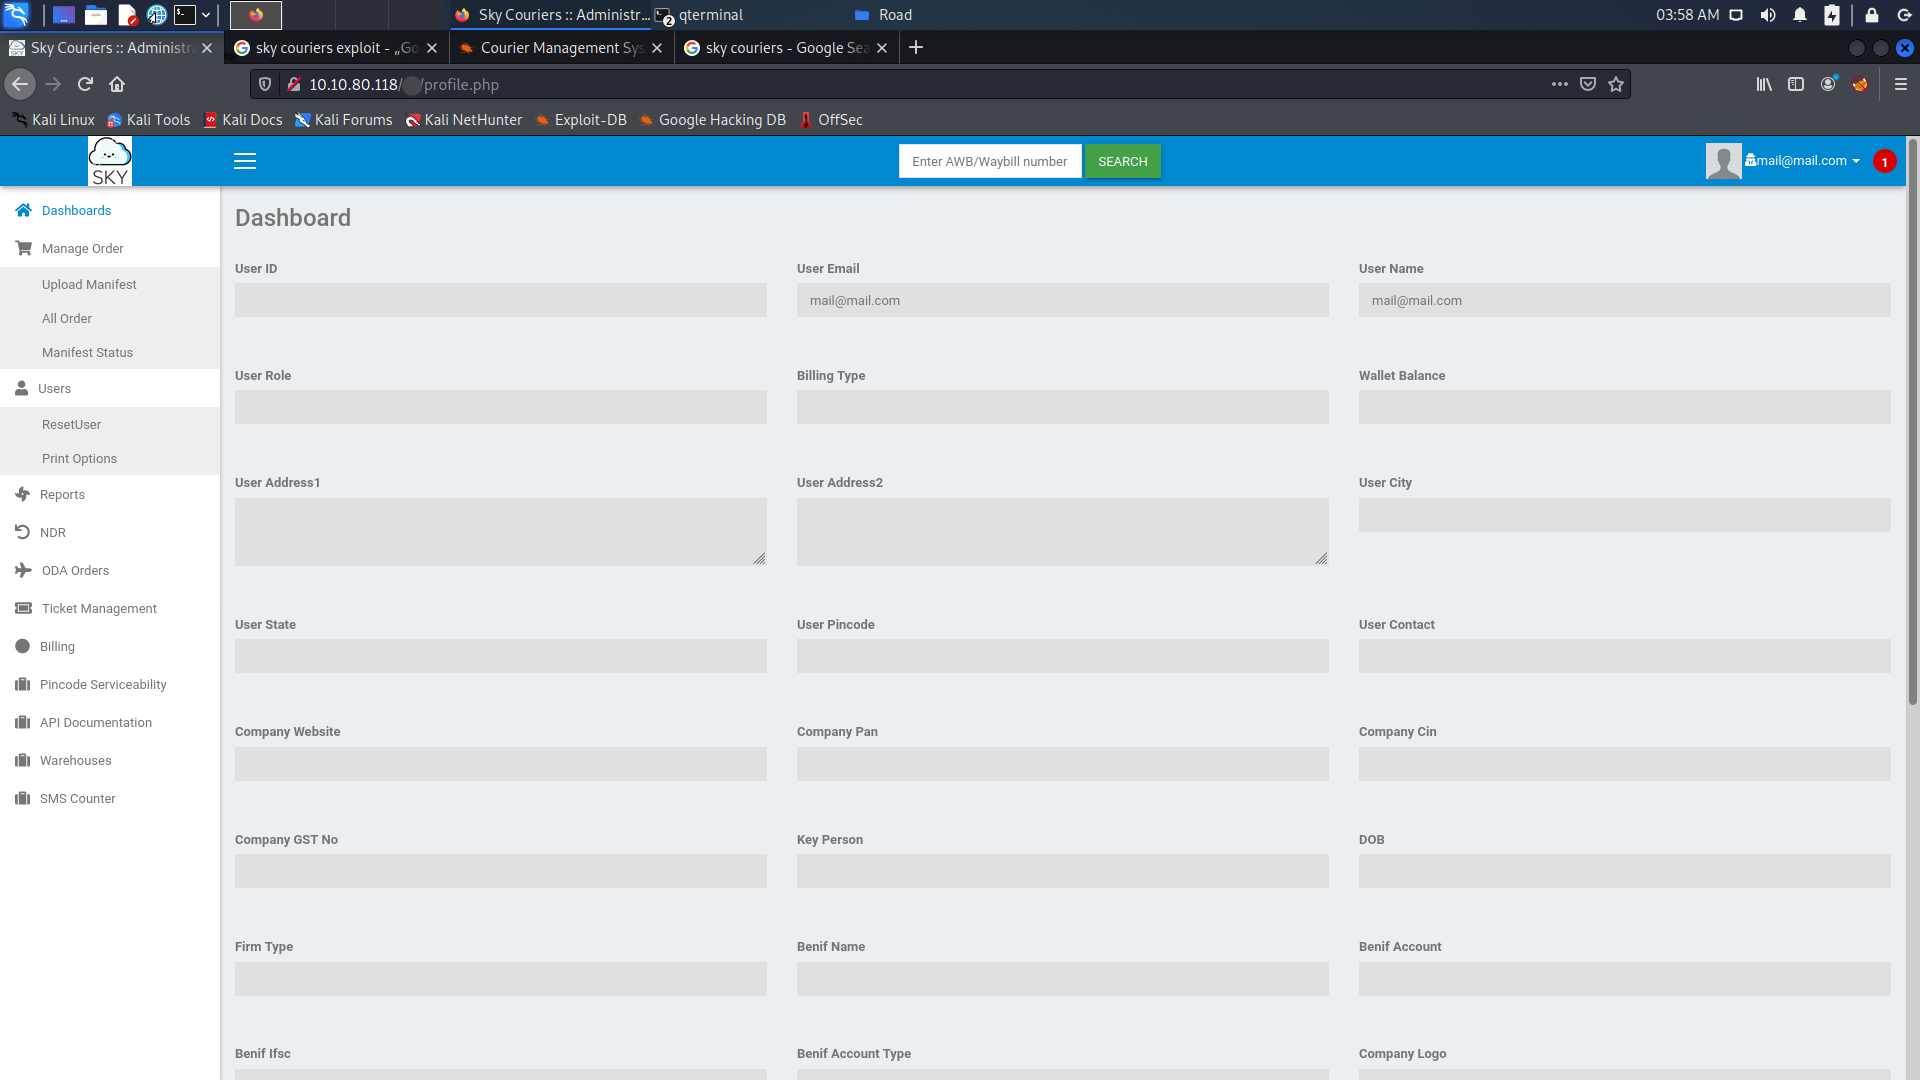 Sky Couriers :: Administr...
2
qterminal
Road
03:58 AM
Sky Couriers :: Administra
sky couriers exploit - „Go
Courier Management Sys
sky couriers - Google Sea
10.10.80.118/ /profile.php
Kali Linux
Kali Tools
Kali Docs
Kali Forums
Kali NetHunter
Exploit-DB
Google Hacking DB
OffSec
SKY
Enter AWB/Waybill number
SEARCH
mail@mail.com
1
Dashboards
Manage Order
Upload Manifest
All Order
Manifest Status
Users
ResetUser
Print Options
Reports
NDR
ODA Orders
Ticket Management
Billing
Pincode Serviceability
API Documentation
Warehouses
SMS Counter
Dashboard
User ID
User Email
User Name
mail@mail.com
mail@mail.com
User Role
Billing Type
Wallet Balance
User Address1
User Address2
User City
User State
User Pincode
User Contact
Company Website
Company Pan
Company Cin
Company GST No
Key Person
DOB
Firm Type
Benif Name
Benif Account
Benif Ifsc
Benif Account Type
Company Logo